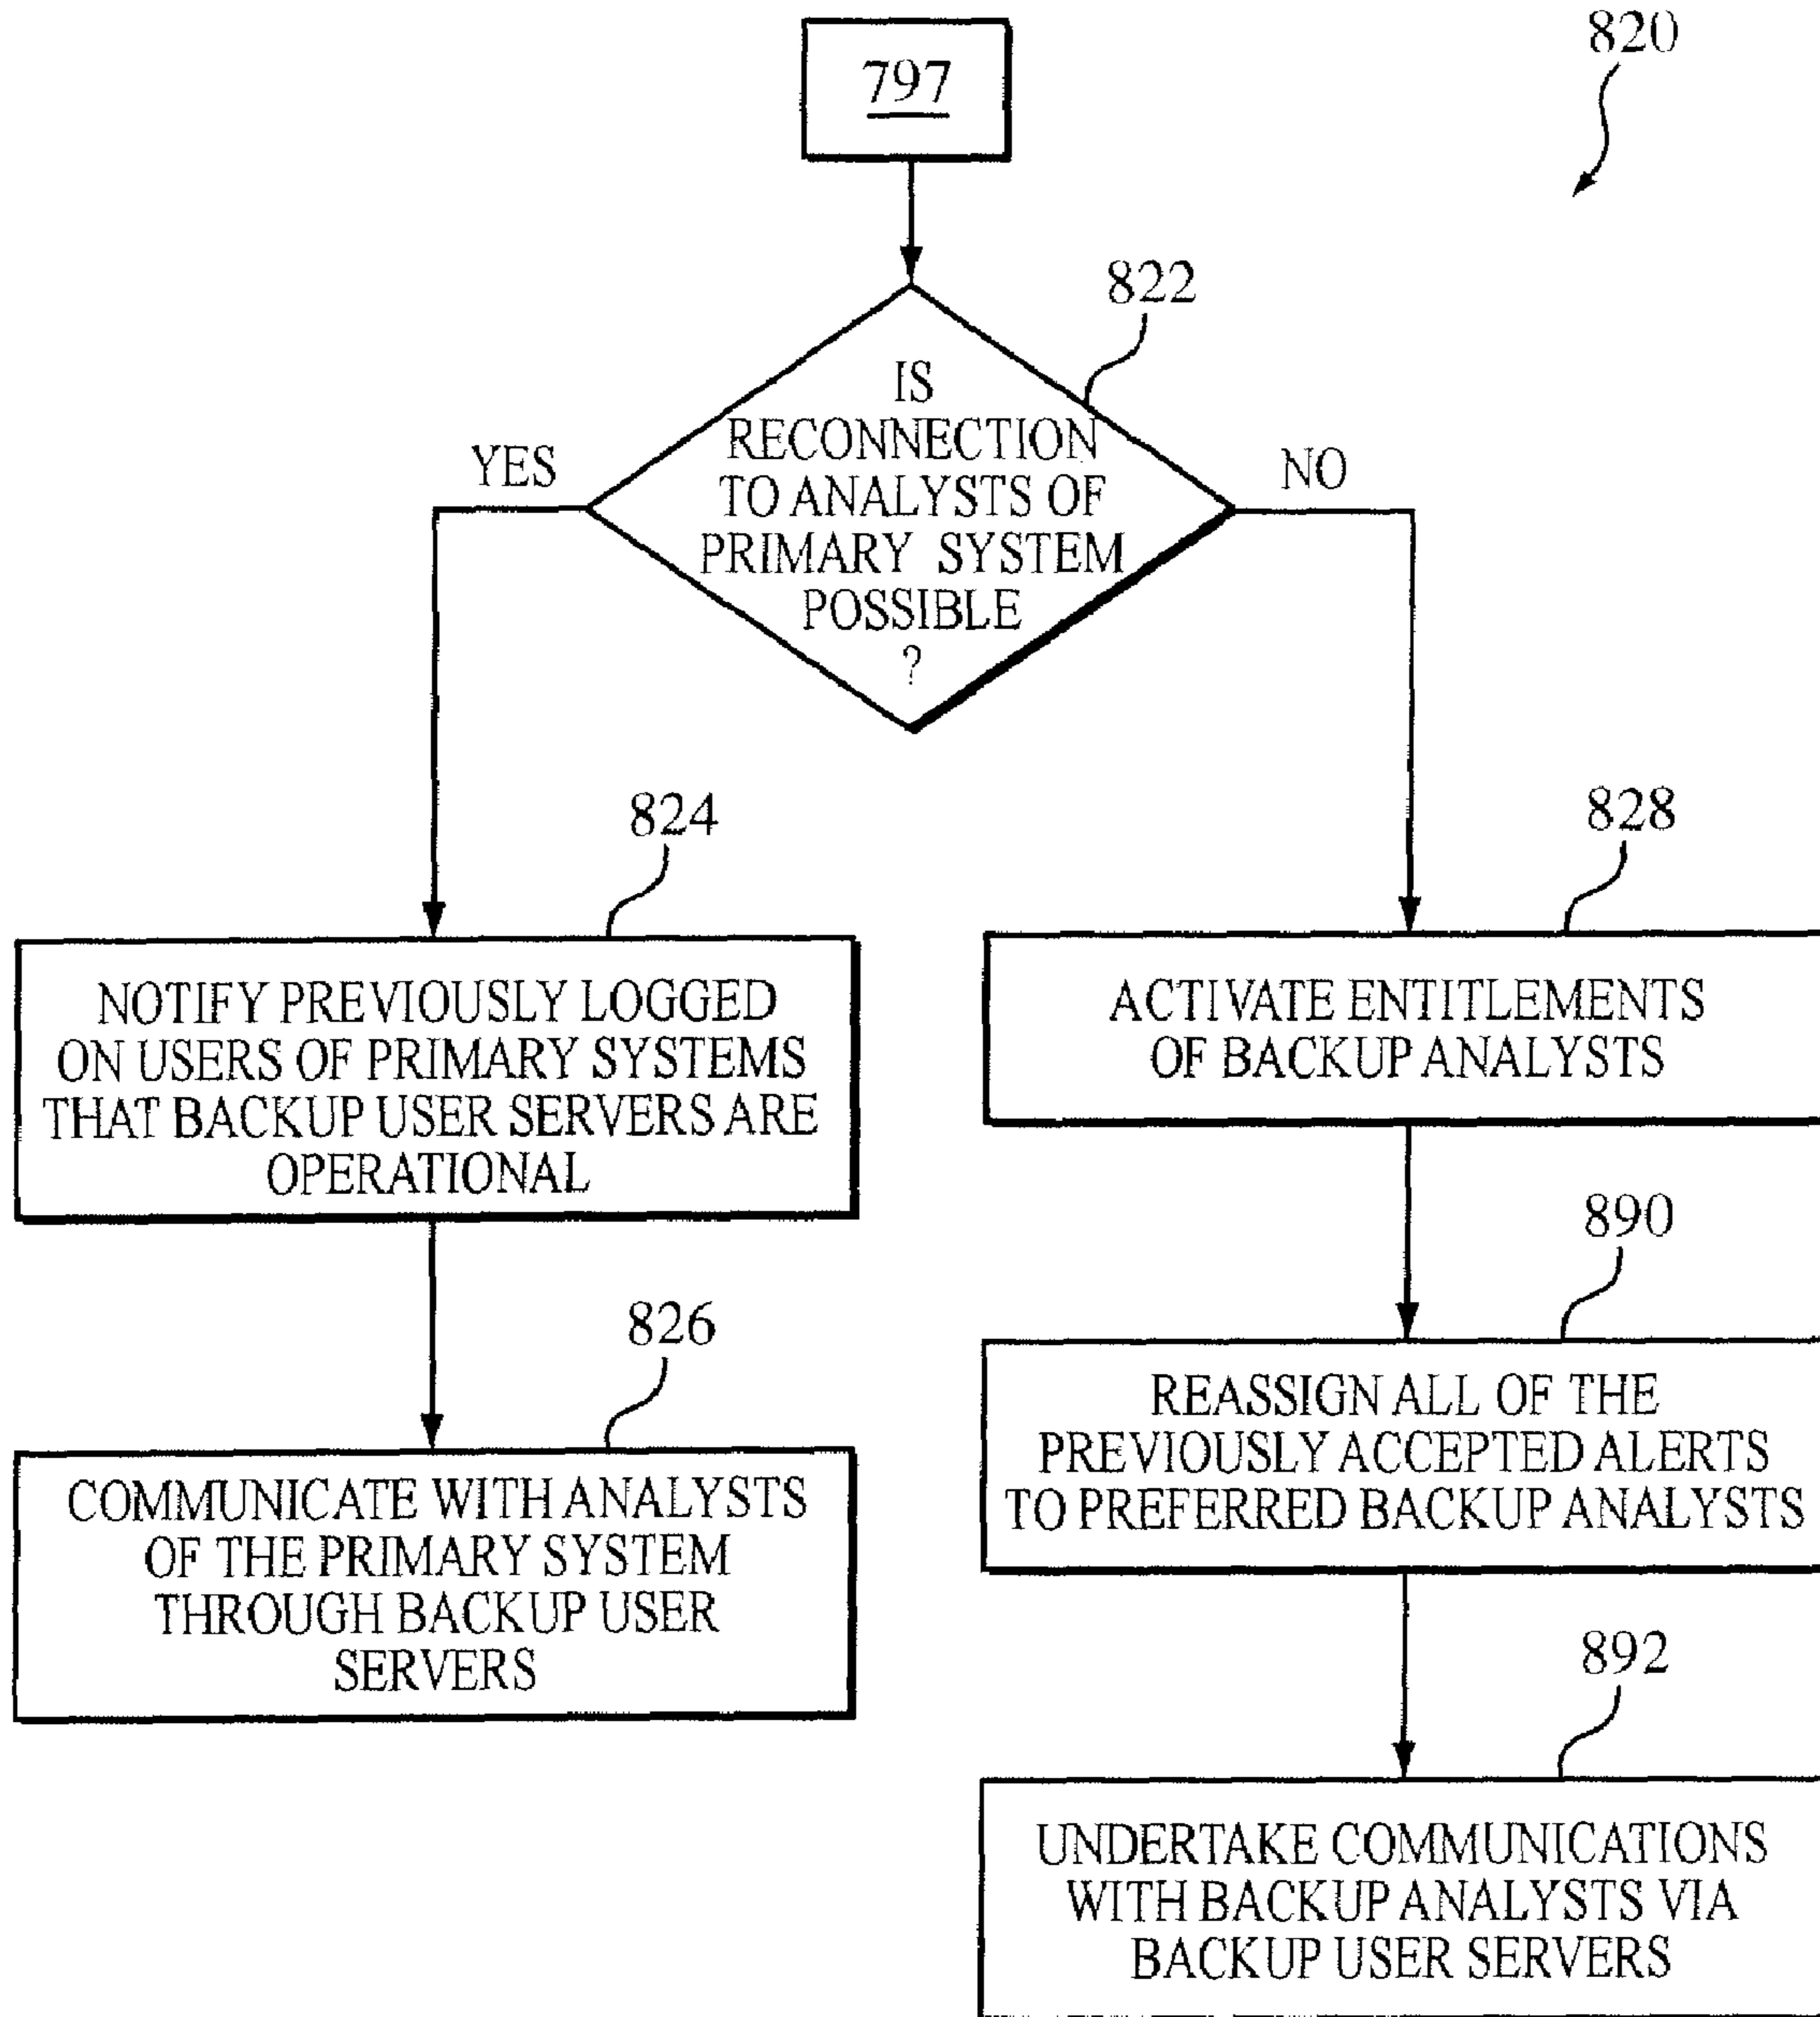 797
820
822
IS
RECONNECTION
TO ANALYSTS OF
PRIMARY SYSTEM
POSSIBLE
?
YES
NO
824
NOTIFY PREVIOUSLY LOGGED
ON USERS OF PRIMARY SYSTEMS
THAT BACKUP USER SERVERS ARE
OPERATIONAL
828
ACTIVATE ENTITLEMENTS
OF BACKUP ANALYSTS
826
COMMUNICATE WITH ANALYSTS
OF THE PRIMARY SYSTEM
THROUGH BACKUP USER
SERVERS
890
REASSIGN ALL OF THE
PREVIOUSLY ACCEPTED ALERTS
TO PREFERRED BACKUP ANALYSTS
892
UNDERTAKE COMMUNICATIONS
WITH BACKUP ANALYSTS VIA
BACKUP USER SERVERS